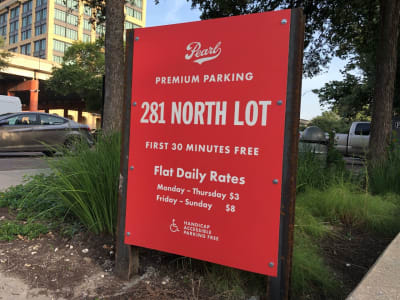 Pearl
PREMIUM PARKING
281 NORTH LOT
FIRST 30 MINUTES FREE
Flat Daily Rates
Monday – Thursday $3
Friday – Sunday $8
HANDICAP
ACCESSIBLE
PARKING FREE